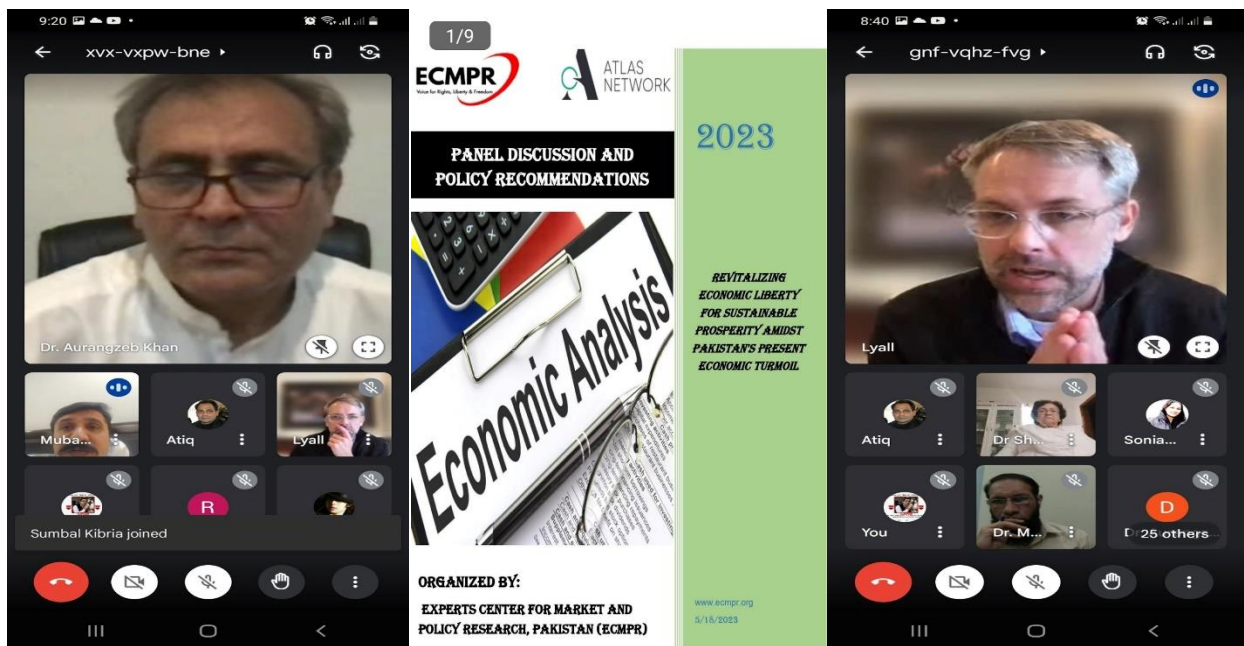 9:20
xvx-vxpw-bne
Dr. Aurangzeb Khan
Muba...
Atiq
Lyall
R
Sumbal Kibria joined
1/9
ECMPR
Voice for Rights, Liberty & Freedom
ATLAS
NETWORK
PANEL DISCUSSION AND
POLICY RECOMMENDATIONS
Economic Analysis
ORGANIZED BY:
EXPERTS CENTER FOR MARKET AND
POLICY RESEARCH, PAKISTAN (ECMPR)
2023
REVITALIZING
ECONOMIC LIBERTY
FOR SUSTAINABLE
PROSPERITY AMIDST
PAKISTAN'S PRESENT
ECONOMIC TURMOIL
www.ecmpr.org
5/15/2023
8:40
gnf-vqhz-fvg
Lyall
Atiq
Dr Sh...
Sonia...
You
Dr. M...
D
25 others